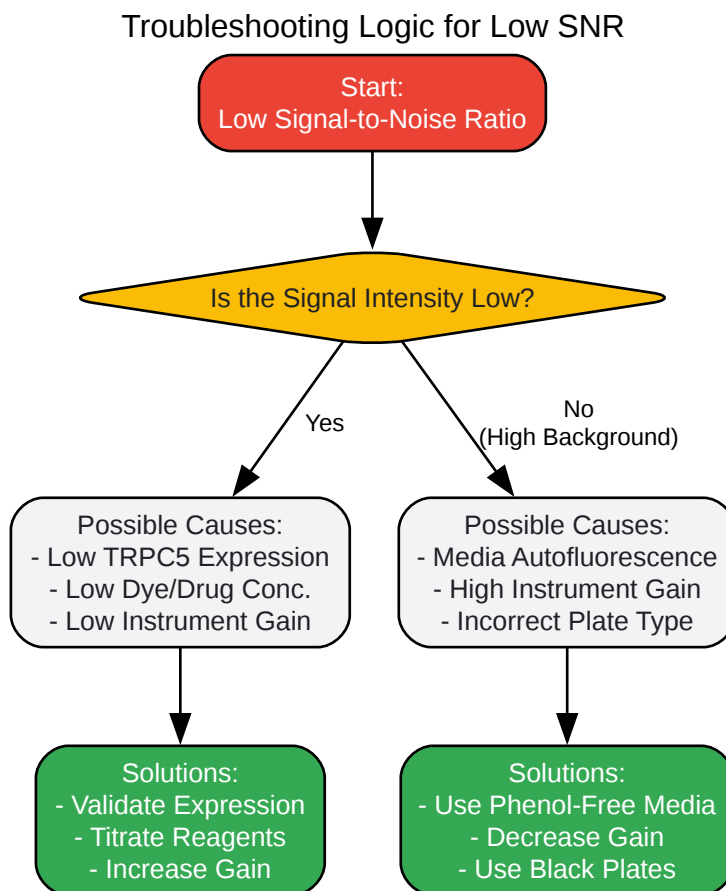 Troubleshooting Logic for Low SNR
Start:
Low Signal-to-Noise Ratio
Is the Signal Intensity Low?
Yes
No
(High Background)
Possible Causes:
- Low TRPC5 Expression
- Low Dye/Drug Conc.
- Low Instrument Gain
Possible Causes:
- Media Autofluorescence
- High Instrument Gain
- Incorrect Plate Type
Solutions:
- Validate Expression
- Titrate Reagents
- Increase Gain
Solutions:
- Use Phenol-Free Media
- Decrease Gain
- Use Black Plates